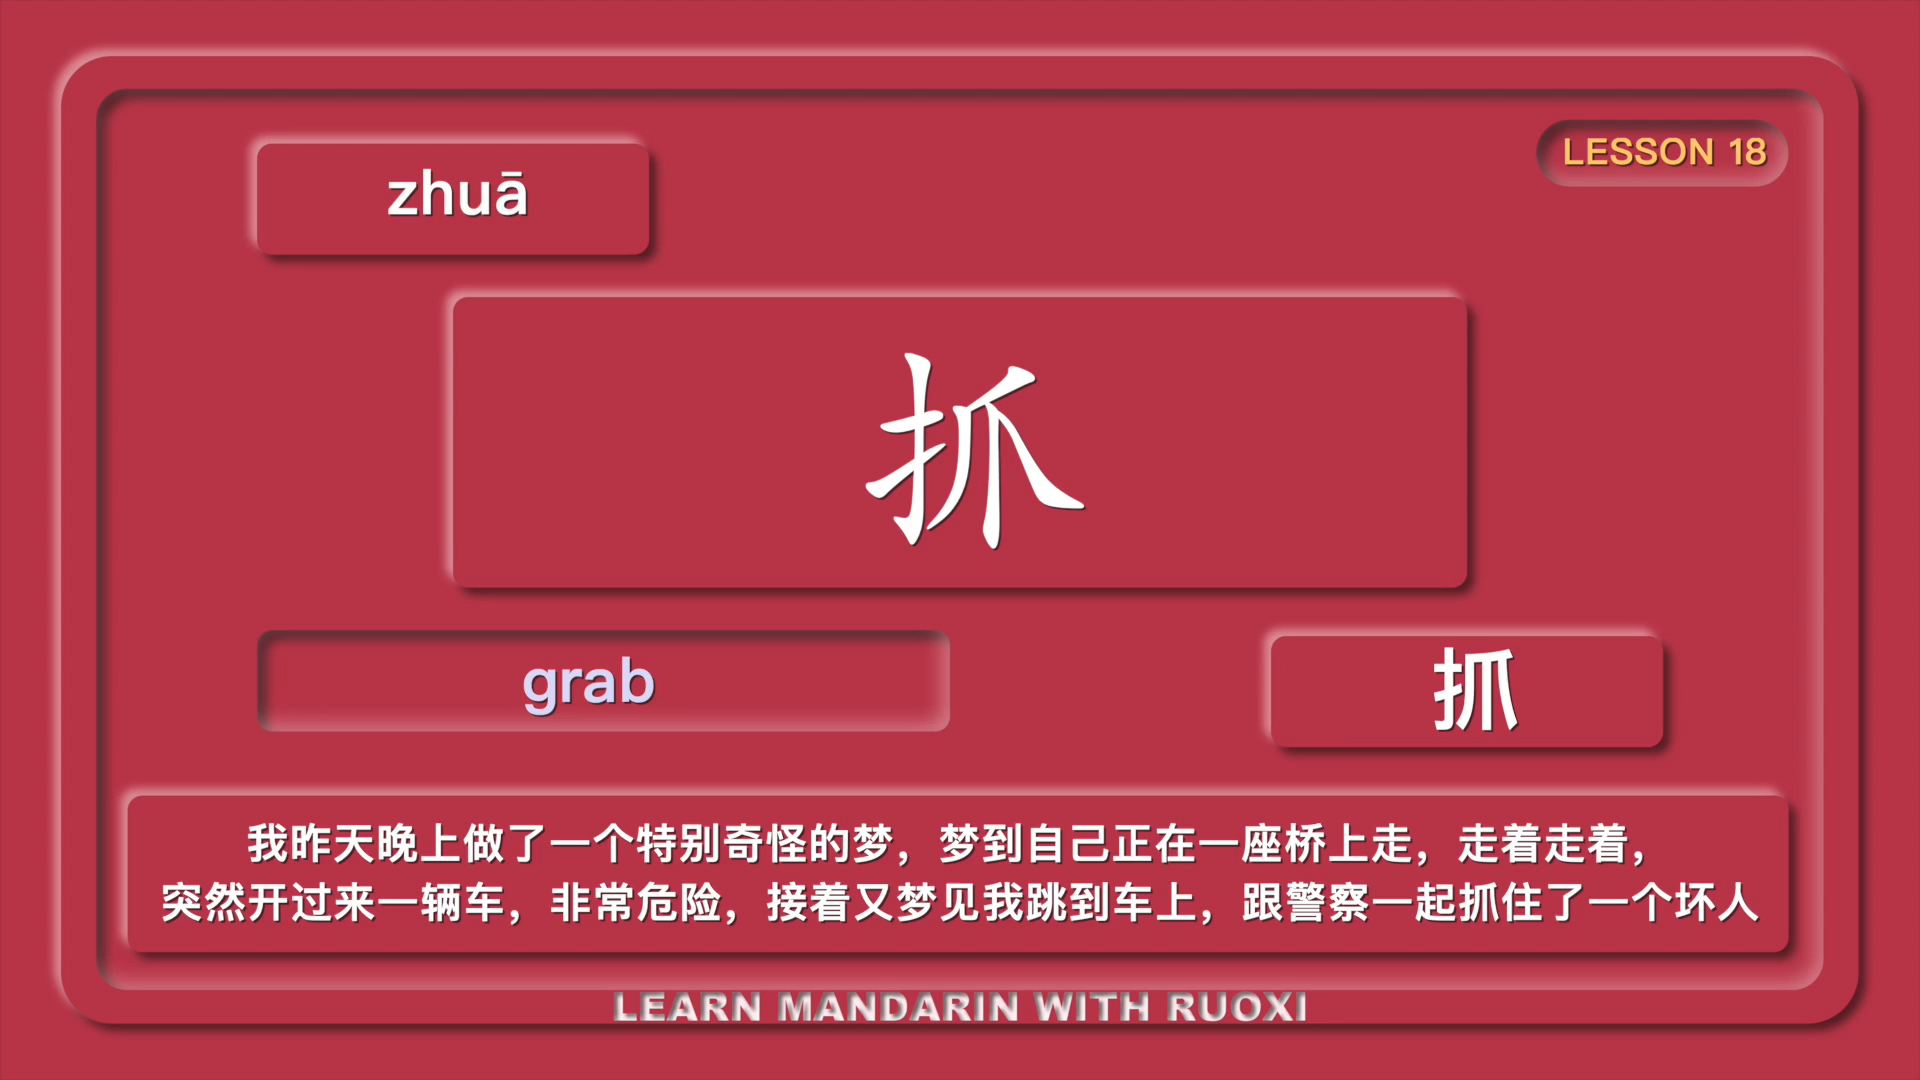 zhuā
LESSON 18
抓
grab
抓
我昨天晚上做了一个特别奇怪的梦，梦到自己正在一座桥上走，走着走着，
突然开过来一辆车，非常危险，接着又梦见我跳到车上，跟警察一起抓住了一个坏人
LEARN MANDARIN WITH RUOXI